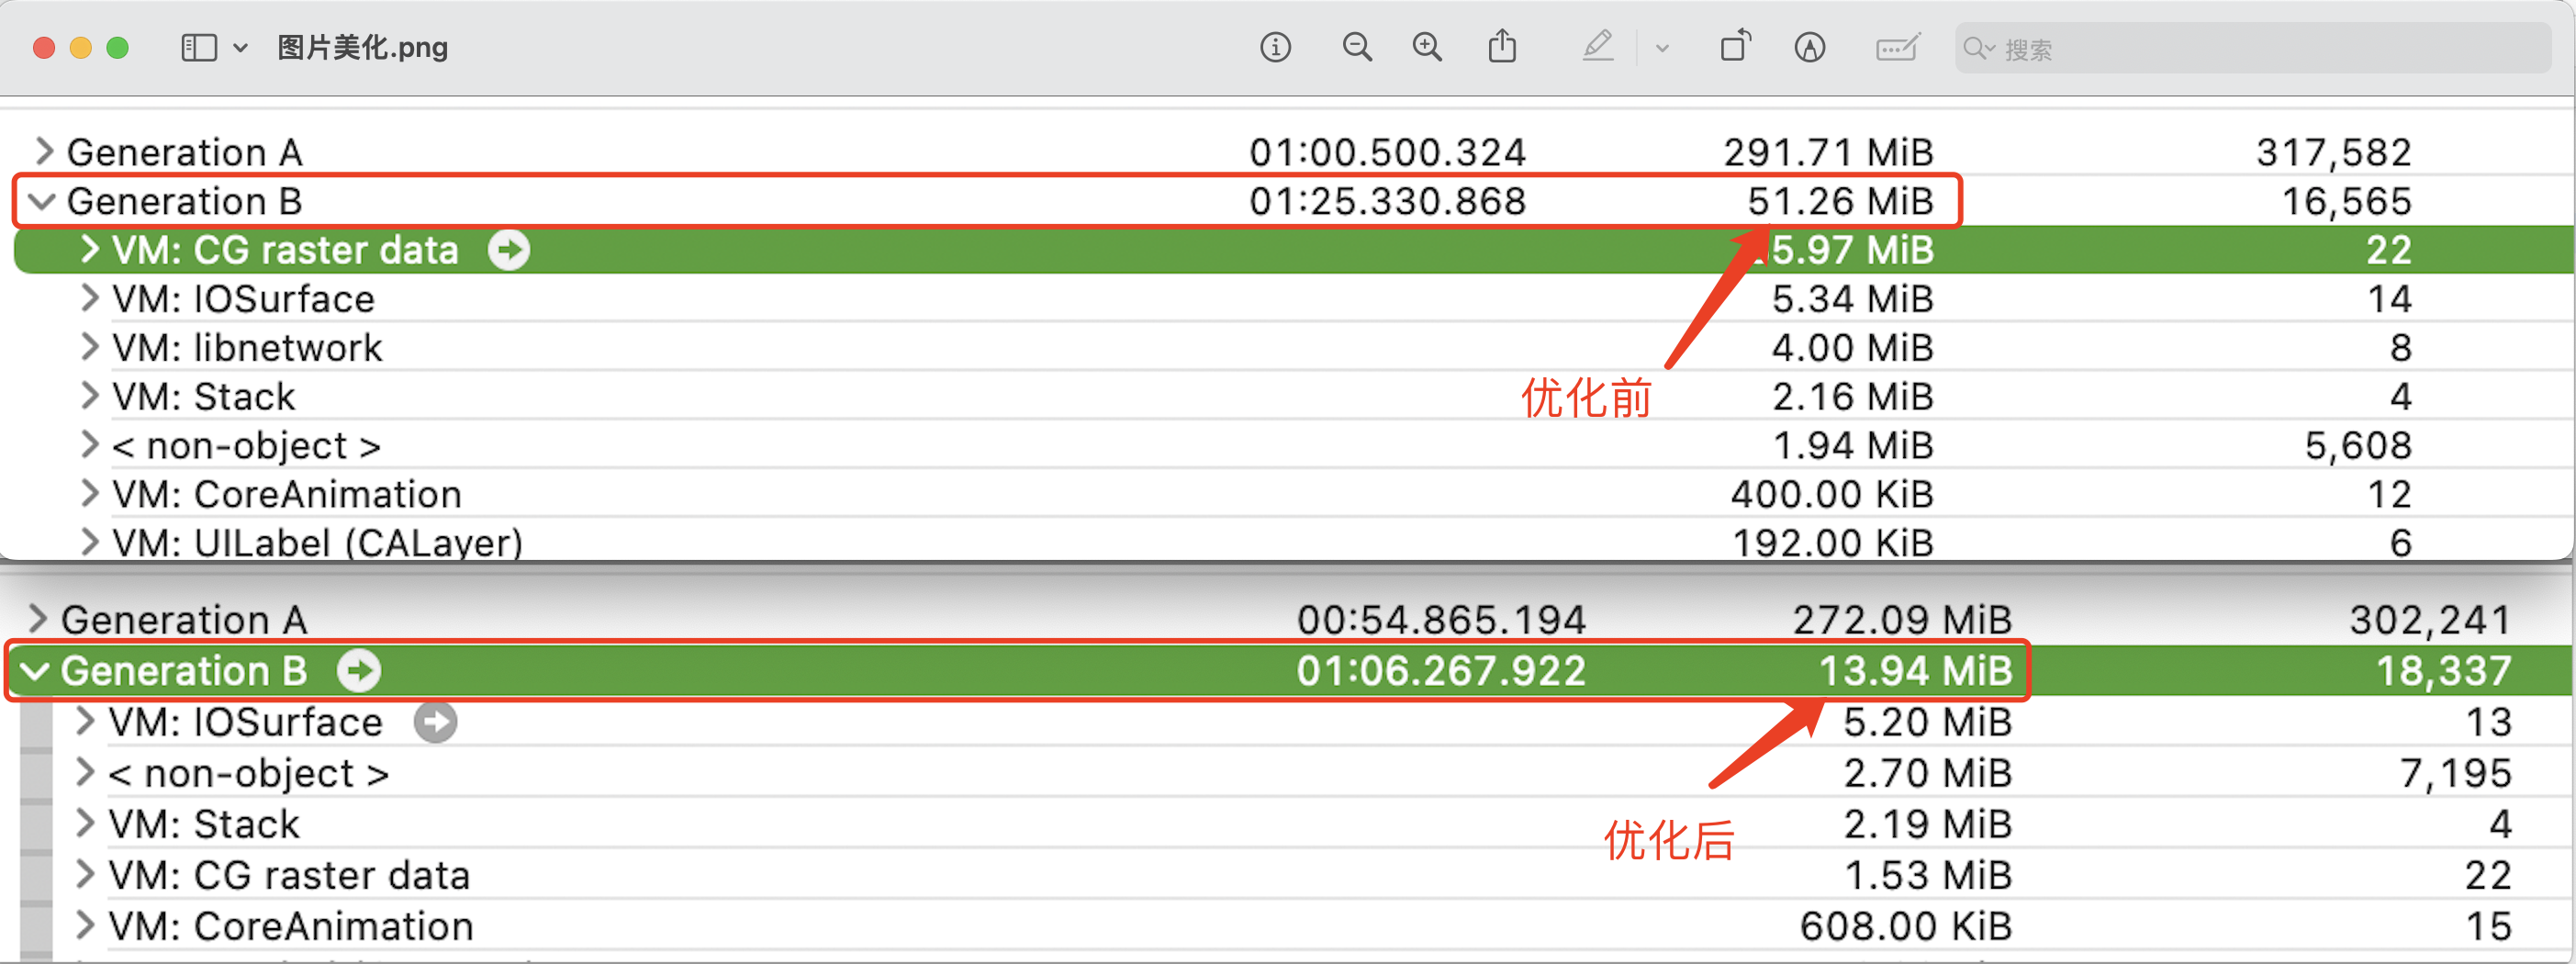 图片美化.png
搜索
Generation A 01:00.500.324 291.71 MiB 317,582
Generation B 01:25.330.868 51.26 MiB 16,565
VM: CG raster data 5.97 MiB 22
VM: IOSurface 5.34 MiB 14
VM: libnetwork 4.00 MiB 8
VM: Stack 2.16 MiB 4
优化前
< non-object > 1.94 MiB 5,608
VM: CoreAnimation 400.00 KiB 12
VM: UILabel (CALayer) 192.00 KiB 6
Generation A 00:54.865.194 272.09 MiB 302,241
Generation B 01:06.267.922 13.94 MiB 18,337
VM: IOSurface 5.20 MiB 13
< non-object > 2.70 MiB 7,195
VM: Stack 2.19 MiB 4
优化后
VM: CG raster data 1.53 MiB 22
VM: CoreAnimation 608.00 KiB 15